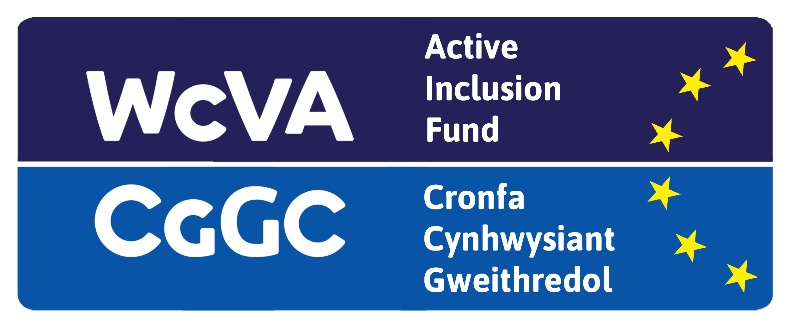 WcVA
Active
Inclusion
Fund
CGGC
Cronfa
Cynhwysiant
Gweithredol